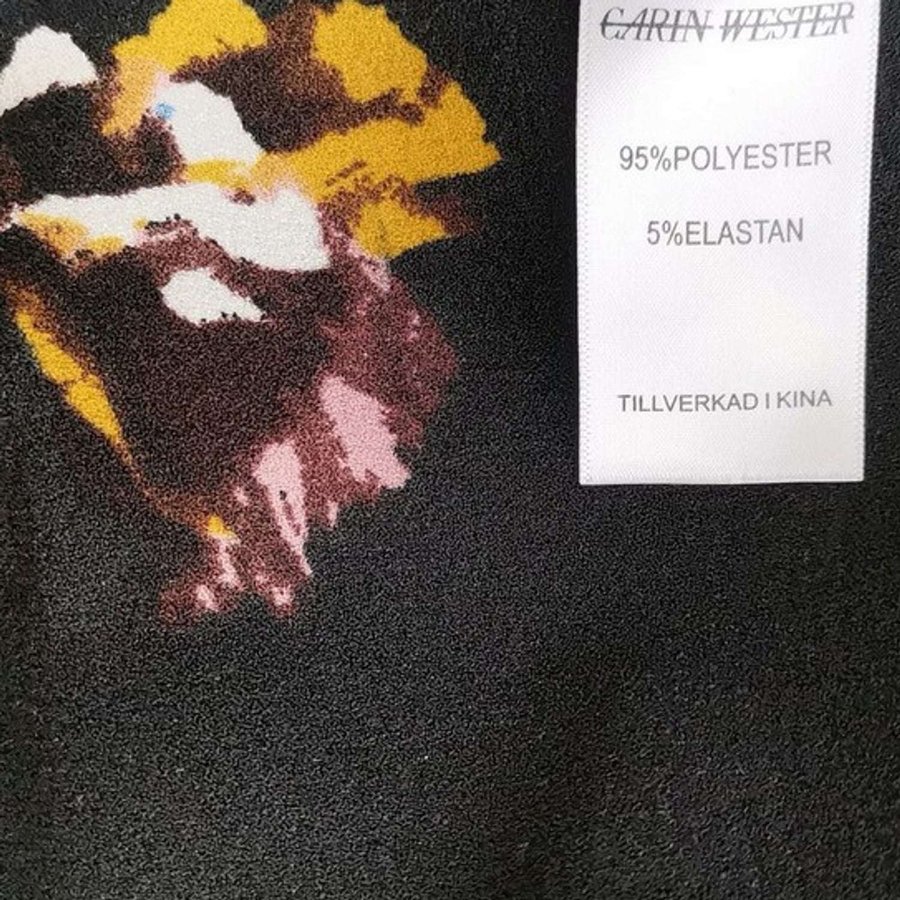 CARIN WESTER
95%POLYESTER
5%ELASTAN
TILLVERKAD I KINA